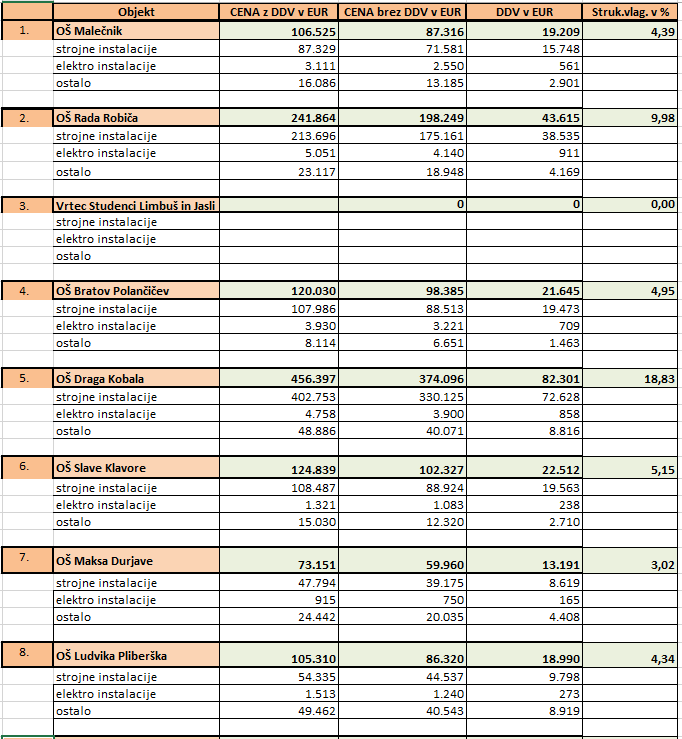 Objekt CENA z DDV v EUR CENA brez DDV v EUR DDV v EUR Struk.vlag. v %
1. OŠ Malečnik 106.525 87.316 19.209 4,39
strojne instalacije 87.329 71.581 15.748
elektro instalacije 3.111 2.550 561
ostalo 16.086 13.185 2.901
2. OŠ Rada Robiča 241.864 198.249 43.615 9,98
strojne instalacije 213.696 175.161 38.535
elektro instalacije 5.051 4.140 911
ostalo 23.117 18.948 4.169
3. Vrtec Studenci Limbuš in Jasli 0 0 0,00
strojne instalacije
elektro instalacije
ostalo
4. OŠ Bratov Polančičev 120.030 98.385 21.645 4,95
strojne instalacije 107.986 88.513 19.473
elektro instalacije 3.930 3.221 709
ostalo 8.114 6.651 1.463
5. OŠ Draga Kobala 456.397 374.096 82.301 18,83
strojne instalacije 402.753 330.125 72.628
elektro instalacije 4.758 3.900 858
ostalo 48.886 40.071 8.816
6. OŠ Slave Klavore 124.839 102.327 22.512 5,15
strojne instalacije 108.487 88.924 19.563
elektro instalacije 1.321 1.083 238
ostalo 15.030 12.320 2.710
7. OŠ Maksa Durjave 73.151 59.960 13.191 3,02
strojne instalacije 47.794 39.175 8.619
elektro instalacije 915 750 165
ostalo 24.442 20.035 4.408
8. OŠ Ludvika Pliberška 105.310 86.320 18.990 4,34
strojne instalacije 54.335 44.537 9.798
elektro instalacije 1.513 1.240 273
ostalo 49.462 40.543 8.919